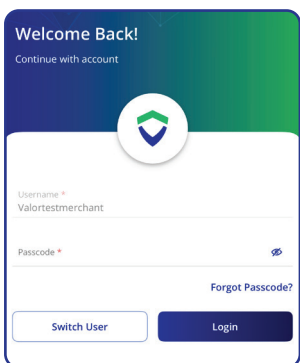 Welcome Back!
Continue with account
Username *
Valortestmerchant
Passcode *
Forgot Passcode?
Switch User
Login